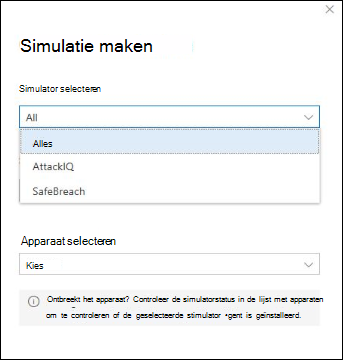 Simulatie maken
Simulator selecteren
All
Alles
AttackIQ
SafeBreach
Apparaat selecteren
Kies
Ontbreekt het apparaat? Controleer de simulatorstatus in de lijst met apparaten
om te controleren of de geselecteerde stimulator •gent is geïnstalleerd.